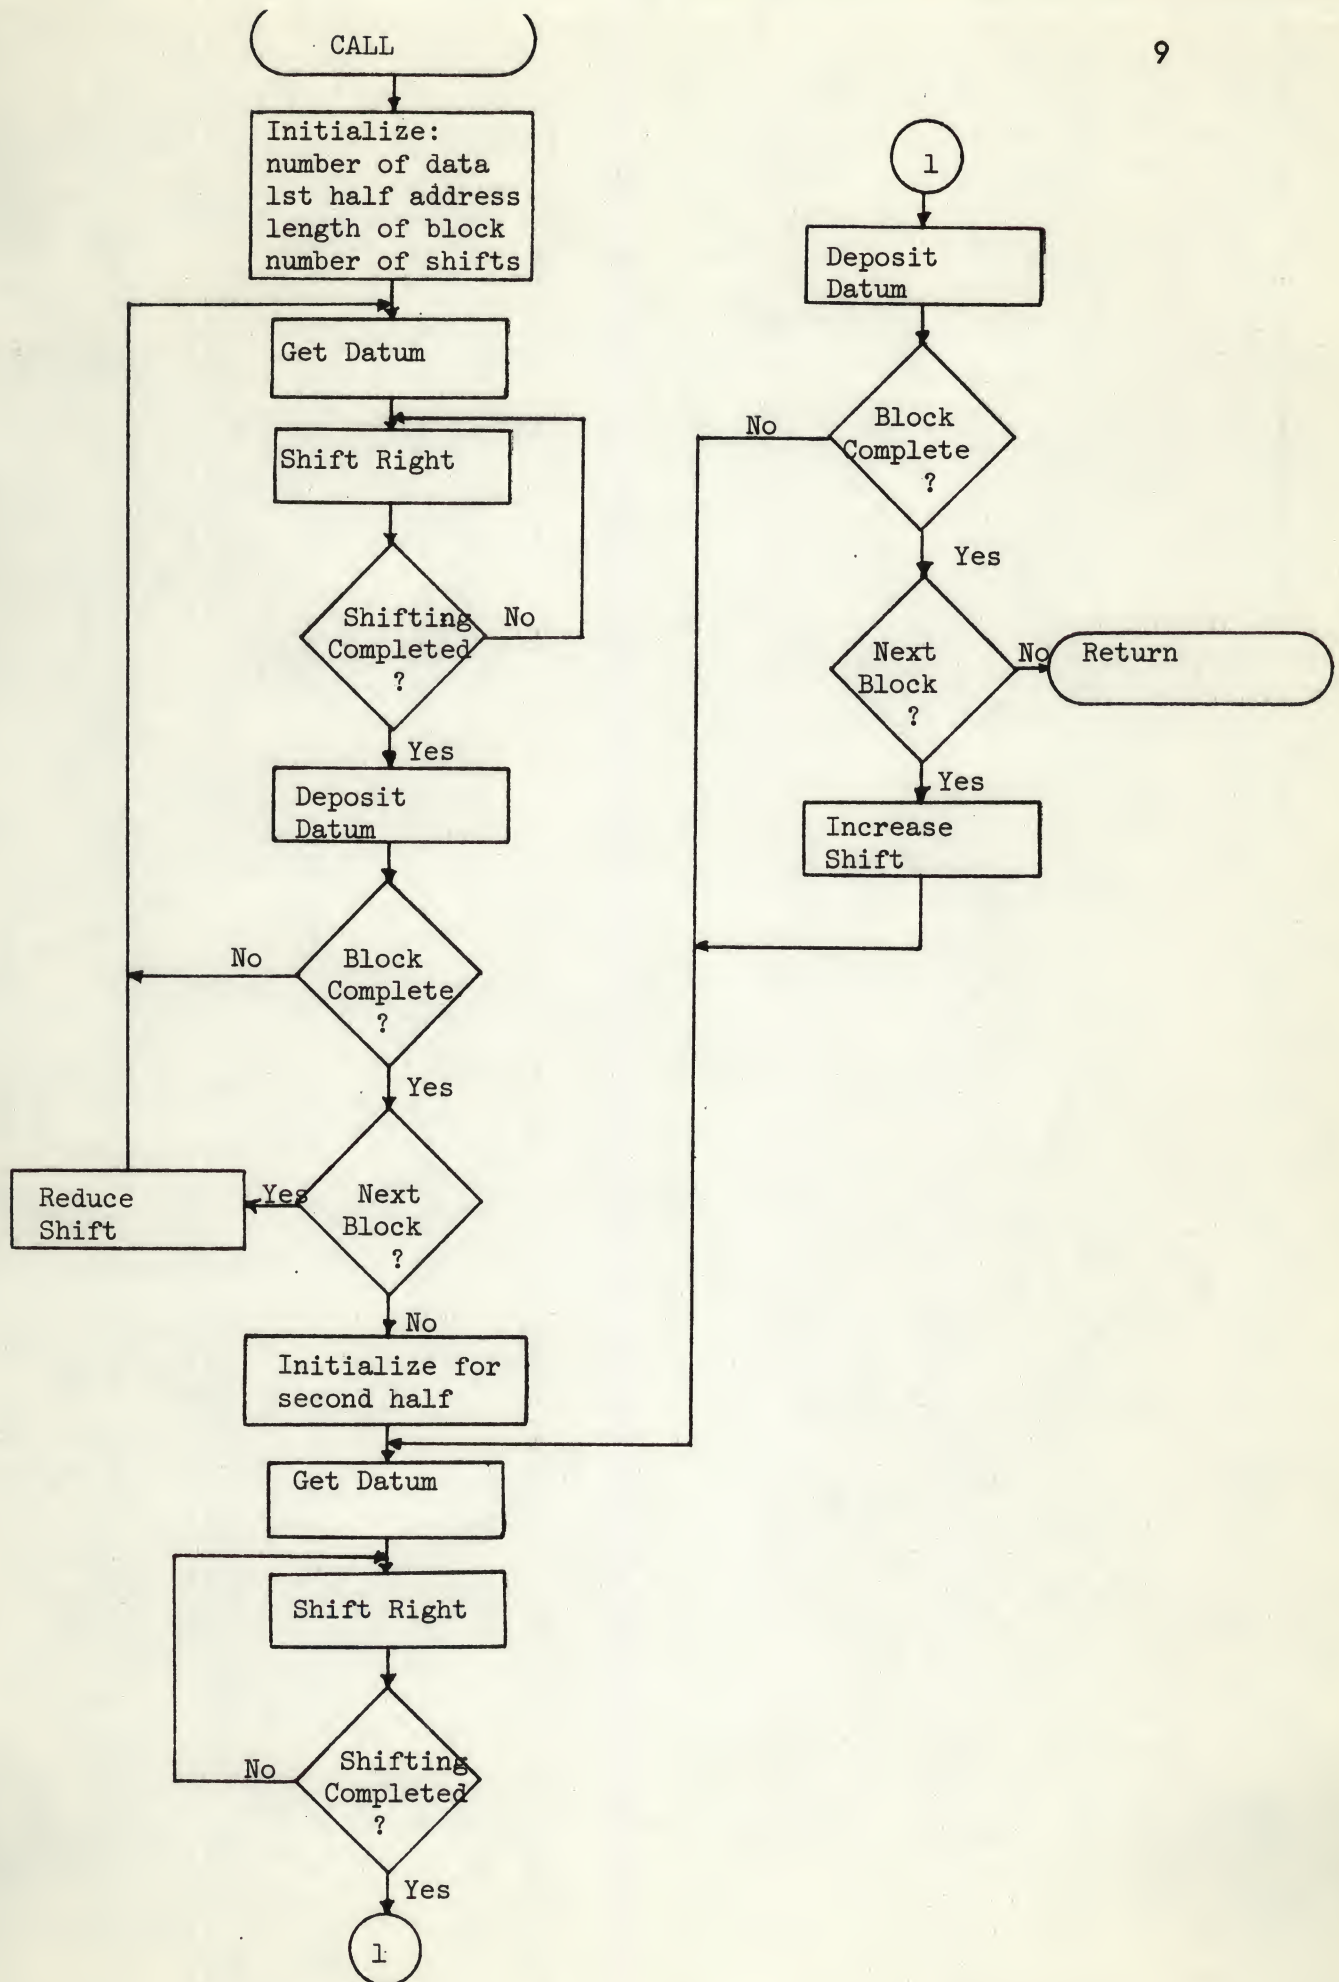 9
CALL
Initialize:
number of data
1st half address
length of block
number of shifts
Get Datum
Shift Right
Shifting
Completed
?
No
Yes
Deposit
Datum
Block
Complete
?
No
Yes
Next
Block
?
Yes
Reduce
Shift
No
Initialize for
second half
Get Datum
Shift Right
Shifting
Completed
?
No
Yes
1
1
Deposit
Datum
Block
Complete
?
No
Yes
Next
Block
?
No
Return
Yes
Increase
Shift